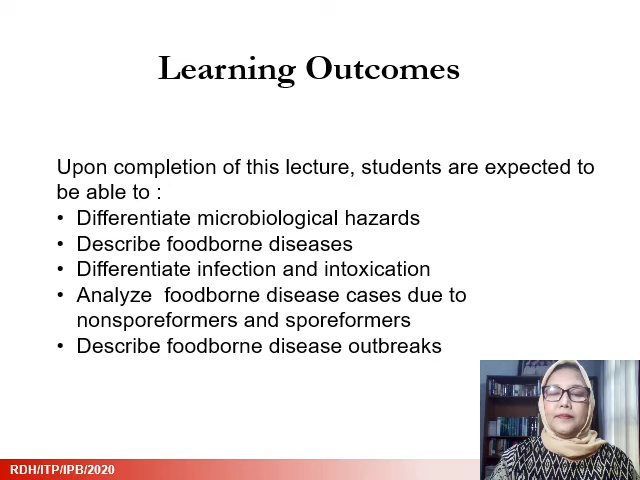 Learning Outcomes
Upon completion of this lecture, students are expected to
be able to :
• Differentiate microbiological hazards
• Describe foodborne diseases
• Differentiate infection and intoxication
• Analyze  foodborne disease cases due to
nonsporeformers and sporeformers
• Describe foodborne disease outbreaks
RDH/ITP/IPB/2020